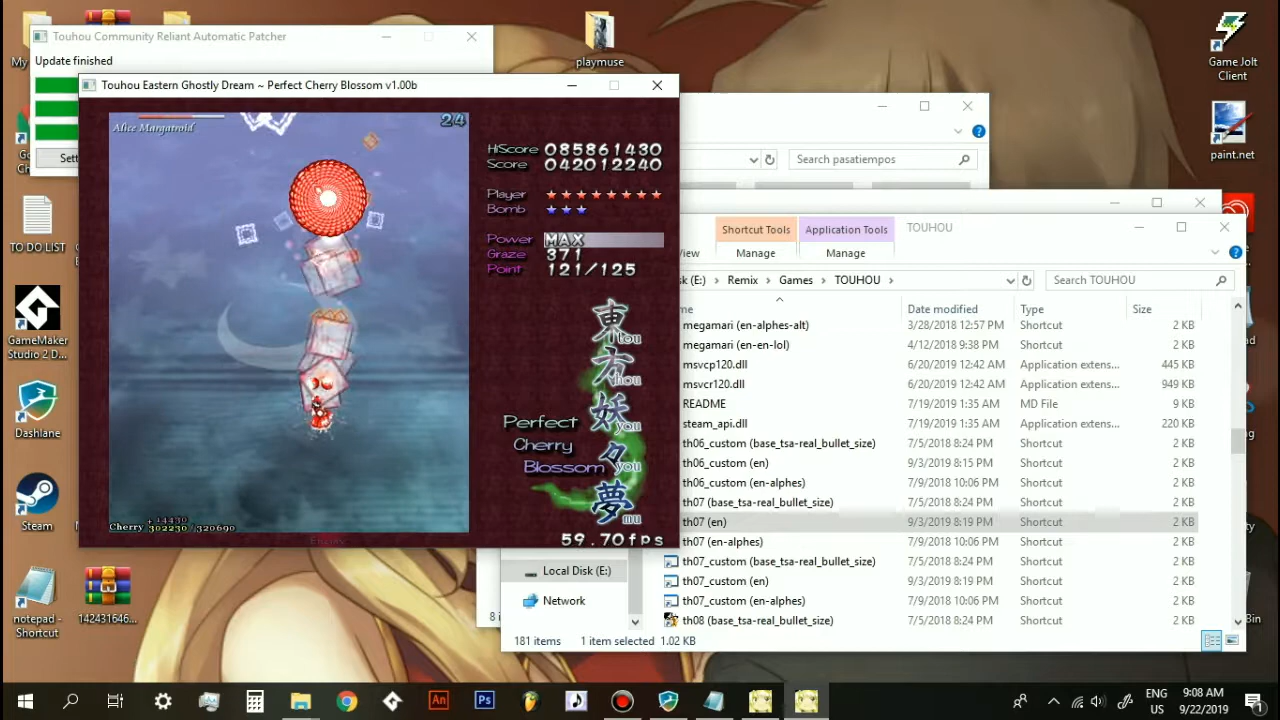 My
playmuse
Game Jolt
Client
paint.net
TO DO LIST
GameMaker
Studio 2 D...
Dashlane
Steam
notepad -
Shortcut
142431646...
Bin
Touhou Community Reliant Automatic Patcher
Update finished
Sett
Touhou Eastern Ghostly Dream ~ Perfect Cherry Blossom v1.00b
Alice Margatroid
24
HiScore 085861430
Score 042012240
Player ★★★★★★★★
Bomb ★★★
Power MAX
Graze 371
Point 121/125
東 tou
方 hou
妖 you
々 you
夢 mu
Perfect
Cherry
Blossom
+14430
Cherry 302230/320690
Enemy
59.70fps
Search pasatiempos
Shortcut Tools
Application Tools
TOUHOU
View
Manage
Manage
sk (E:) > Remix > Games > TOUHOU >
Search TOUHOU
me
Date modified
Type
Size
megamari (en-alphes-alt) 3/28/2018 12:57 PM Shortcut 2 KB
megamari (en-en-lol) 4/12/2018 9:38 PM Shortcut 2 KB
msvcp120.dll 6/20/2019 12:42 AM Application extens... 445 KB
msvcr120.dll 6/20/2019 12:42 AM Application extens... 949 KB
README 7/19/2019 1:35 AM MD File 9 KB
steam_api.dll 7/19/2019 1:35 AM Application extens... 220 KB
th06_custom (base_tsa-real_bullet_size) 7/5/2018 8:24 PM Shortcut 2 KB
th06_custom (en) 9/3/2019 8:15 PM Shortcut 2 KB
th06_custom (en-alphes) 7/9/2018 10:06 PM Shortcut 2 KB
th07 (base_tsa-real_bullet_size) 7/5/2018 8:24 PM Shortcut 2 KB
th07 (en) 9/3/2019 8:19 PM Shortcut 2 KB
th07 (en-alphes) 7/9/2018 10:06 PM Shortcut 2 KB
th07_custom (base_tsa-real_bullet_size) 7/5/2018 8:24 PM Shortcut 2 KB
th07_custom (en) 9/3/2019 8:19 PM Shortcut 2 KB
th07_custom (en-alphes) 7/9/2018 10:06 PM Shortcut 2 KB
th08 (base_tsa-real_bullet_size) 7/5/2018 8:24 PM Shortcut 2 KB
Local Disk (E:)
Network
8 i
181 items 1 item selected 1.02 KB
An
Ps
ENG
US
9:08 AM
9/22/2019
1